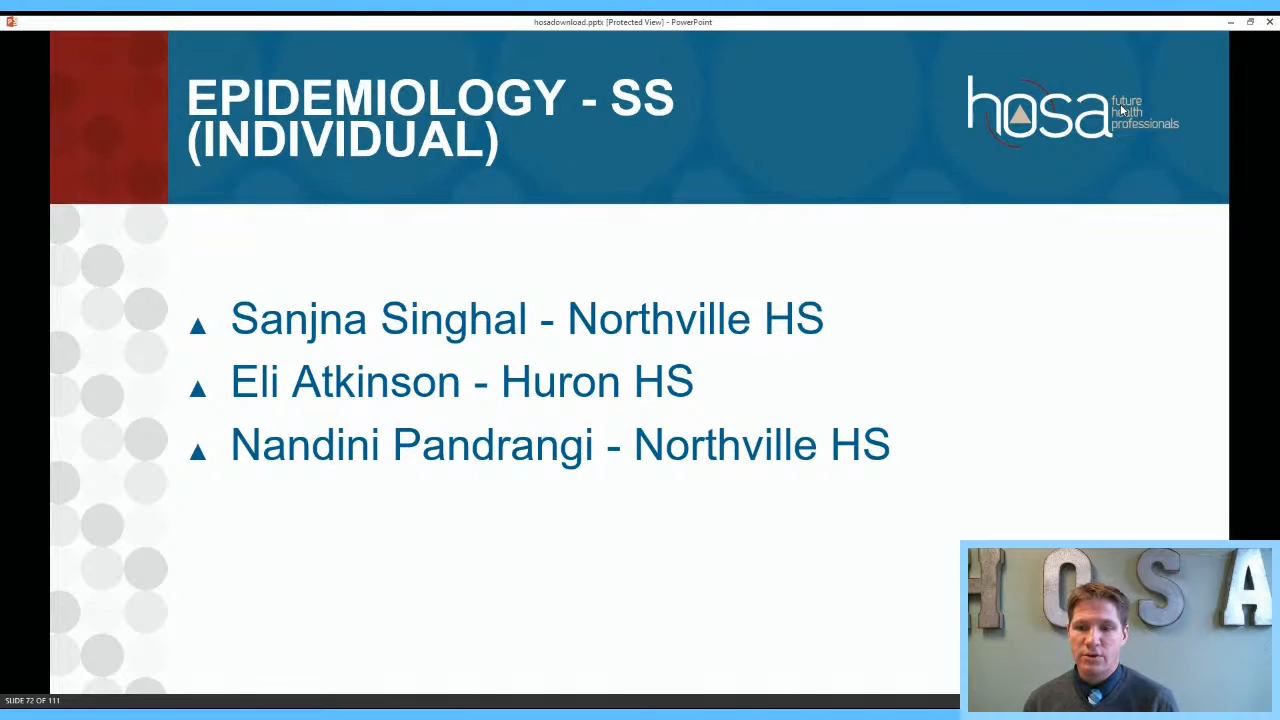 hosadownload.pptx [Protected View] - PowerPoint
EPIDEMIOLOGY - SS
(INDIVIDUAL)
hosa
future
health
professionals
▲ Sanjna Singhal - Northville HS
▲ Eli Atkinson - Huron HS
▲ Nandini Pandrangi - Northville HS
HOSA
SLIDE 72 OF 111